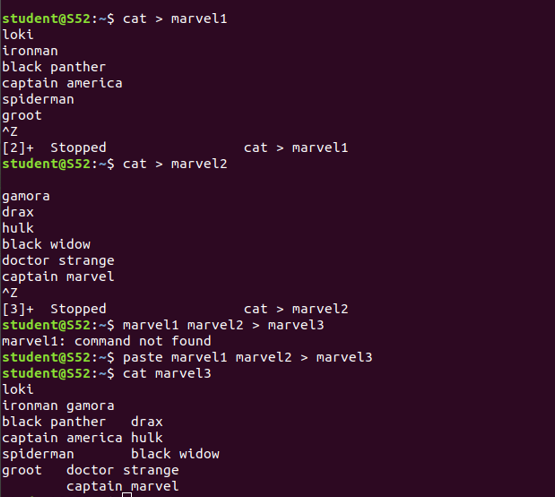 student@S52:~$ cat > marvel1
loki
ironman
black panther
captain america
spiderman
groot
^Z
[2]+  Stopped                 cat > marvel1
student@S52:~$ cat > marvel2

gamora
drax
hulk
black widow
doctor strange
captain marvel
^Z
[3]+  Stopped                 cat > marvel2
student@S52:~$ marvel1 marvel2 > marvel3
marvel1: command not found
student@S52:~$ paste marvel1 marvel2 > marvel3
student@S52:~$ cat marvel3
loki
ironman gamora
black panther   drax
captain america hulk
spiderman       black widow
groot   doctor strange
        captain marvel